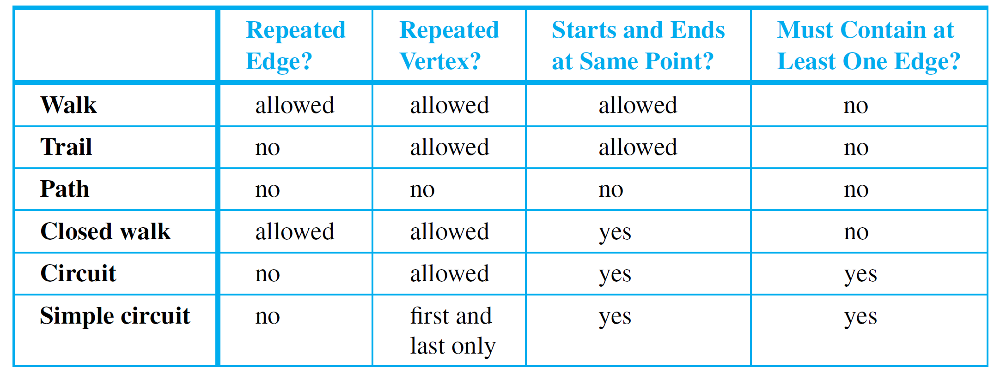 Repeated Edge? Repeated Vertex? Starts and Ends at Same Point? Must Contain at Least One Edge?
Walk allowed allowed allowed no
Trail no allowed allowed no
Path no no no no
Closed walk allowed allowed yes no
Circuit no allowed yes yes
Simple circuit no first and last only yes yes